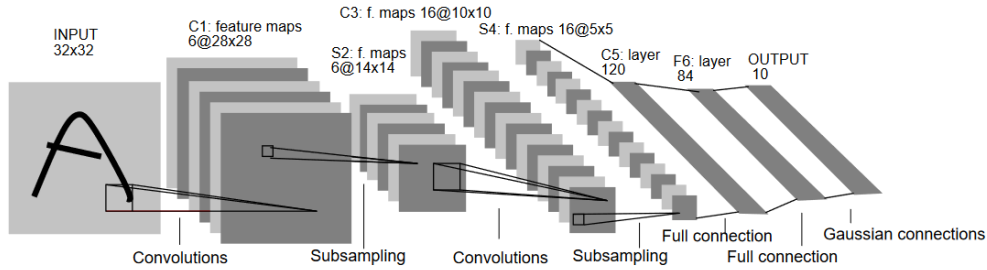 INPUT
32x32
C1: feature maps
6@28x28
S2: f. maps
6@14x14
C3: f. maps 16@10x10
S4: f. maps 16@5x5
C5: layer
120
F6: layer
84
OUTPUT
10
Convolutions
Subsampling
Convolutions
Subsampling
Full connection
Full connection
Gaussian connections